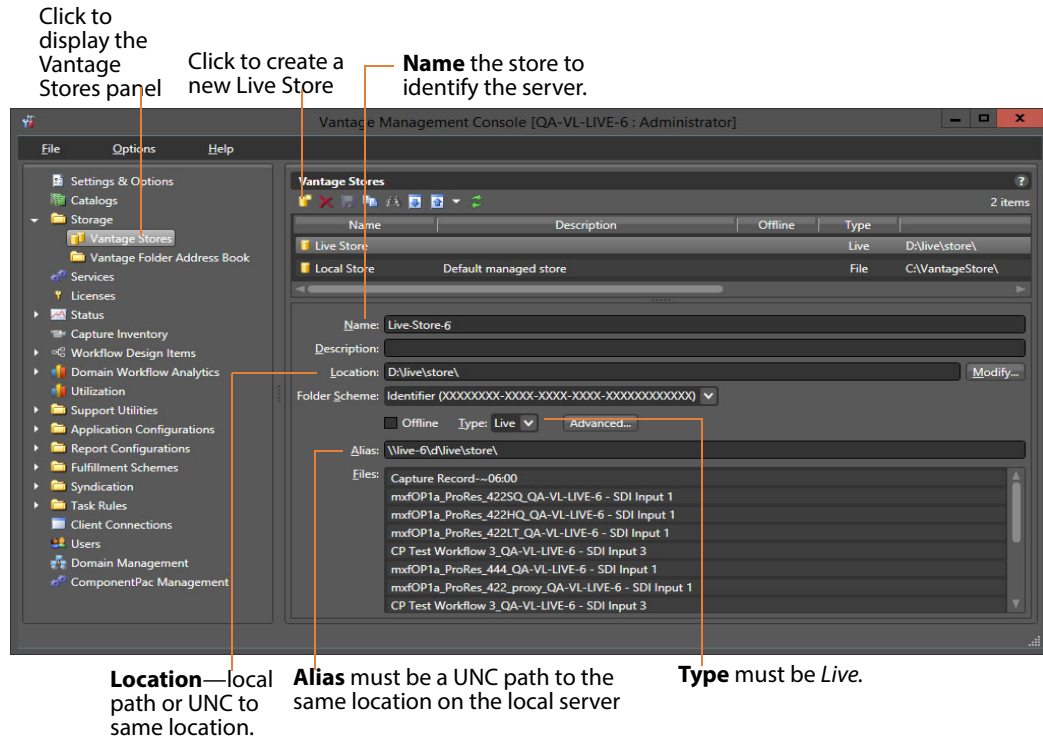 Click to
display the
Vantage
Stores panel
Click to create a
new Live Store
Name the store to
identify the server.
Vantage Management Console [QA-VL-LIVE-6 : Administrator]
File Options Help
Settings & Options
Catalogs
Storage
Vantage Stores
Vantage Folder Address Book
Services
Licenses
Status
Capture Inventory
Workflow Design Items
Domain Workflow Analytics
Utilization
Support Utilities
Application Configurations
Report Configurations
Fulfillment Schemes
Syndication
Task Rules
Client Connections
Users
Domain Management
ComponentPac Management
Vantage Stores ?
2 items
Name Description Offline Type
Live Store Live D:\live\store\
Local Store Default managed store File C:\VantageStore\
Name: Live-Store-6
Description:
Location: D:\live\store\ Modify...
Folder Scheme: Identifier (XXXXXXXX-XXXX-XXXX-XXXX-XXXXXXXXXXXX)
Offline Type: Live Advanced...
Alias: \\live-6\d\live\store\
Files: Capture Record-~06:00
mxfOP1a_ProRes_422SQ_QA-VL-LIVE-6 - SDI Input 1
mxfOP1a_ProRes_422HQ_QA-VL-LIVE-6 - SDI Input 1
mxfOP1a_ProRes_422LT_QA-VL-LIVE-6 - SDI Input 1
CP Test Workflow 3_QA-VL-LIVE-6 - SDI Input 3
mxfOP1a_ProRes_444_QA-VL-LIVE-6 - SDI Input 1
mxfOP1a_ProRes_422_proxy_QA-VL-LIVE-6 - SDI Input 1
CP Test Workflow 3_QA-VL-LIVE-6 - SDI Input 3
Location—local
path or UNC to
same location.
Alias must be a UNC path to the
same location on the local server
Type must be Live.